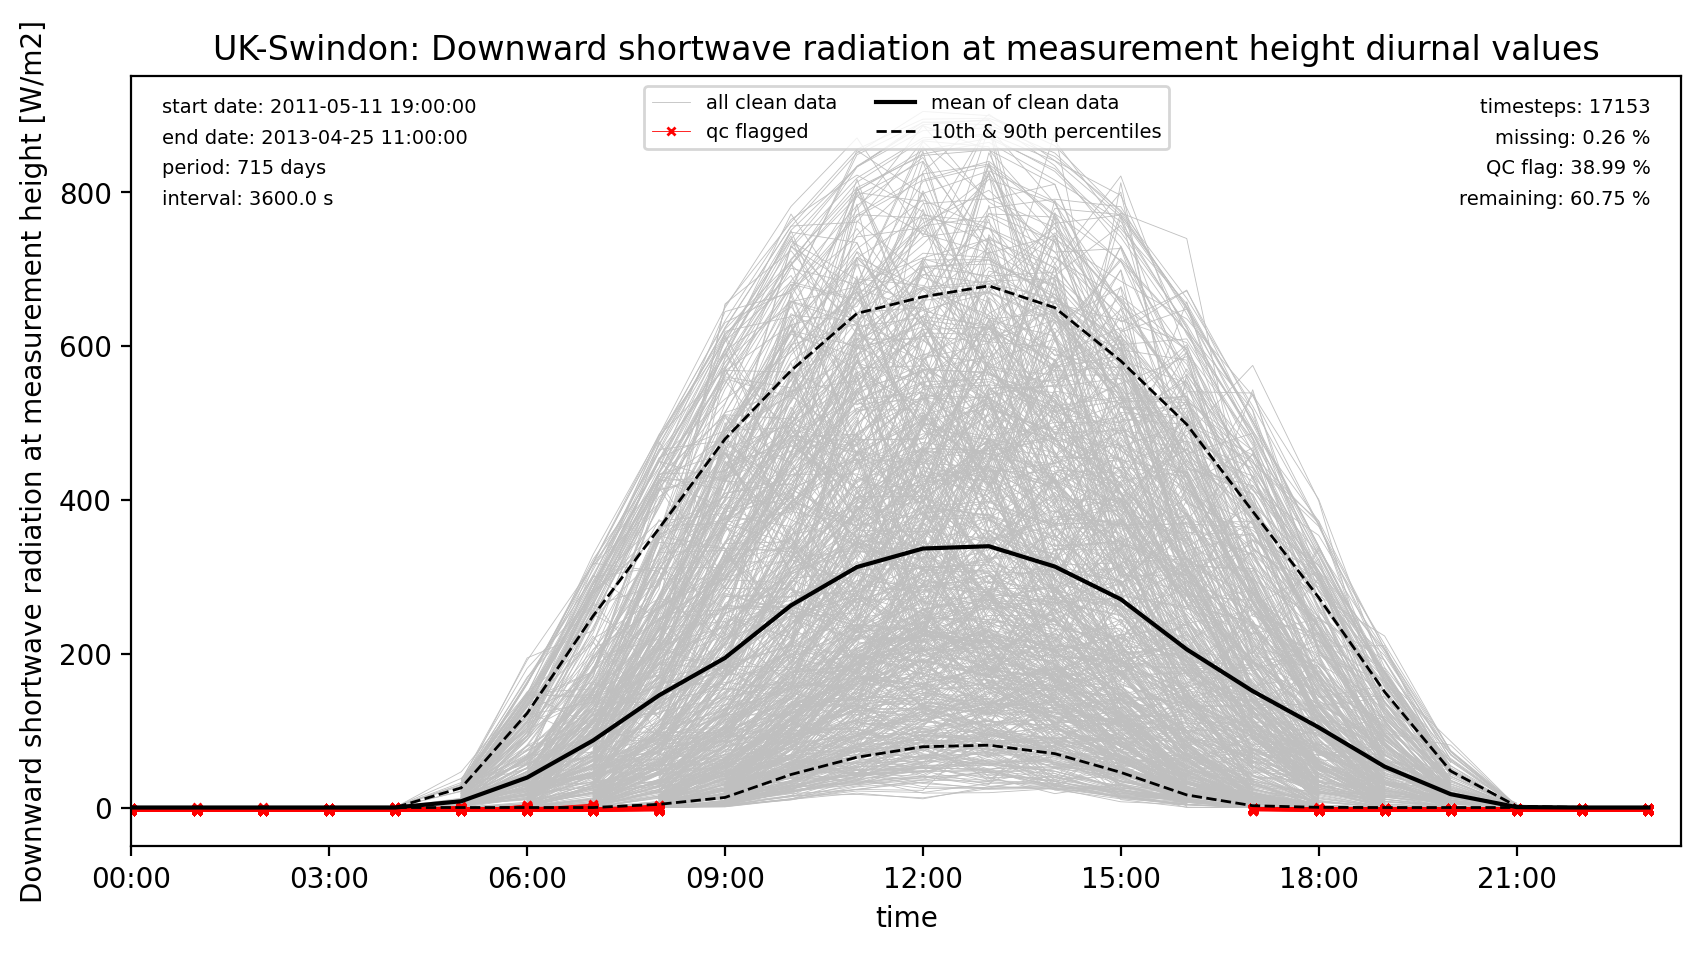 UK-Swindon: Downward shortwave radiation at measurement height diurnal values
Downward shortwave radiation at measurement height [W/m2]
start date: 2011-05-11 19:00:00
end date: 2013-04-25 11:00:00
period: 715 days
interval: 3600.0 s
all clean data
qc flagged
mean of clean data
10th & 90th percentiles
timesteps: 17153
missing: 0.26 %
QC flag: 38.99 %
remaining: 60.75 %
800
600
400
200
0
00:00 03:00 06:00 09:00 12:00 15:00 18:00 21:00
time